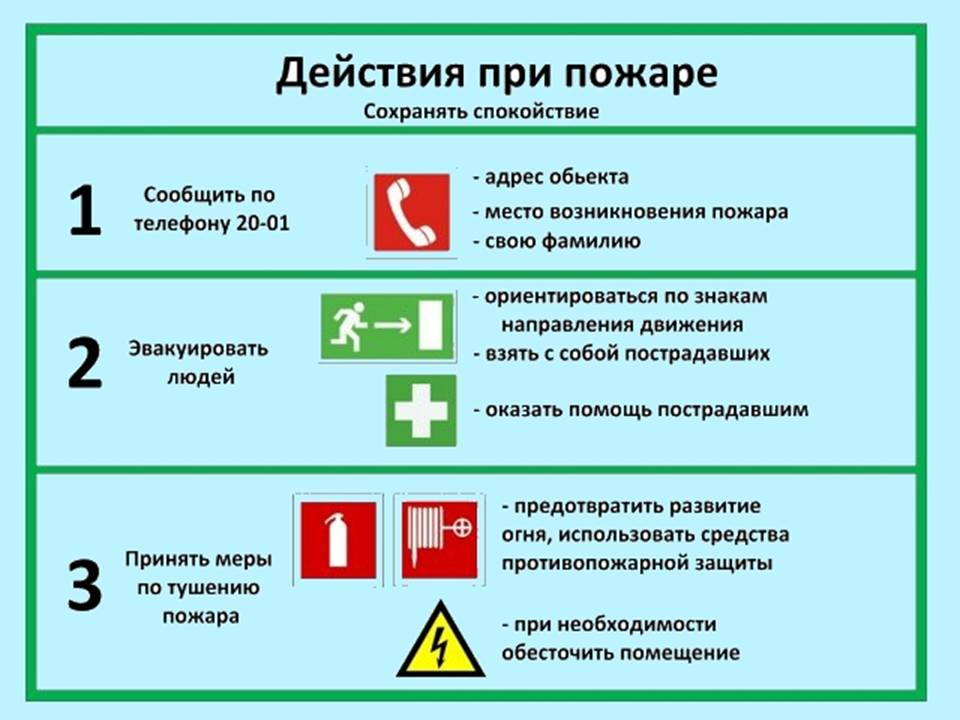 Действия при пожаре
Сохранять спокойствие
1
Сообщить по
телефону 20-01
- адрес обьекта
- место возникновения пожара
- свою фамилию
2
Эвакуировать
людей
- ориентироваться по знакам
направления движения
- взять с собой пострадавших
- оказать помощь пострадавшим
3
Принять меры
по тушению
пожара
- предотвратить развитие
огня, использовать средства
противопожарной защиты
- при необходимости
обесточить помещение